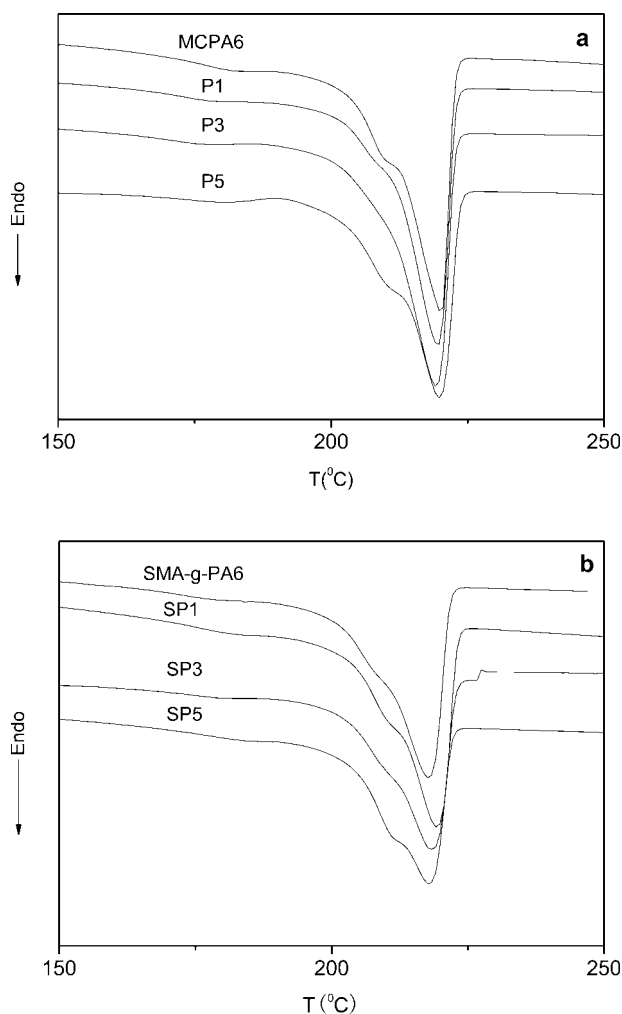 MCPA6
a
P1
P3
P5
Endo
150
200
250
T(⁰C)
b
SMA-g-PA6
SP1
SP3
SP5
Endo
150
200
250
T (⁰C)